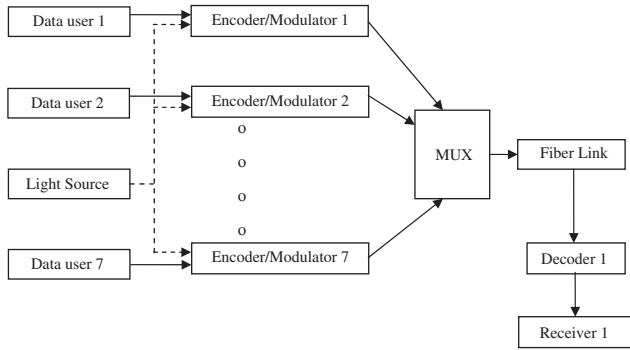 Data user 1
Encoder/Modulator 1
Data user 2
Encoder/Modulator 2
o
o
o
o
Light Source
MUX
Fiber Link
Data user 7
Encoder/Modulator 7
Decoder 1
Receiver 1